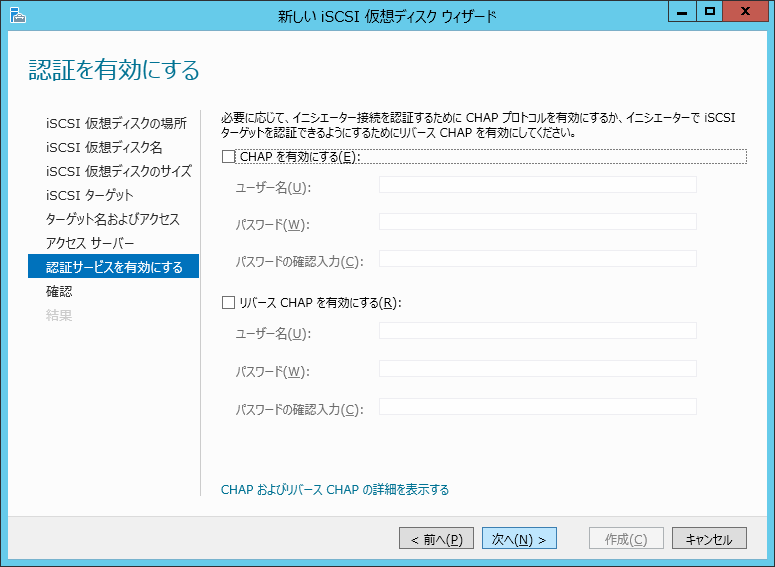 新しい iSCSI 仮想ディスク ウィザード
認証を有効にする
iSCSI 仮想ディスクの場所
iSCSI 仮想ディスク名
iSCSI 仮想ディスクのサイズ
iSCSI ターゲット
ターゲット名およびアクセス
アクセス サーバー
認証サービスを有効にする
確認
結果
必要に応じて、イニシエーター接続を認証するために CHAP プロトコルを有効にするか、イニシエーターで iSCSI
ターゲットを認証できるようにするためにリバース CHAP を有効にしてください。
CHAP を有効にする(E):
ユーザー名(U):
パスワード(W):
パスワードの確認入力(C):
リバース CHAP を有効にする(R):
ユーザー名(U):
パスワード(W):
パスワードの確認入力(C):
CHAP およびリバース CHAP の詳細を表示する
< 前へ(P)
次へ(N) >
作成(C)
キャンセル